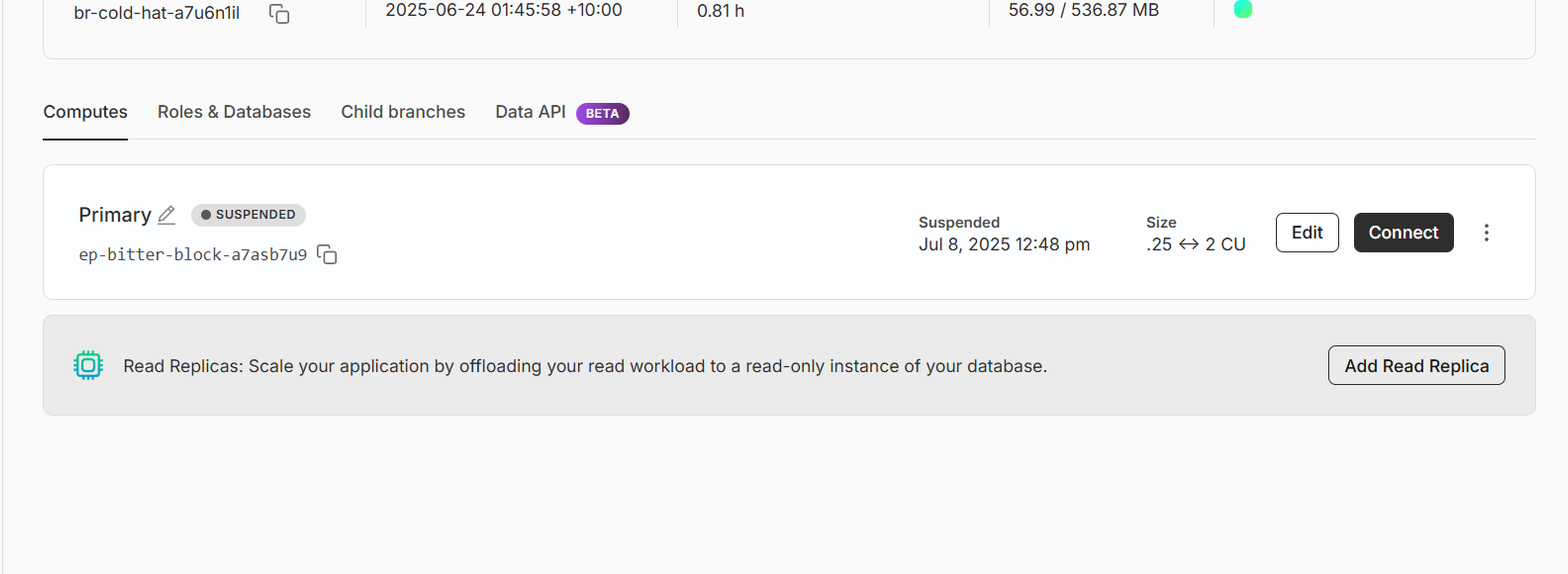 br-cold-hat-a7u6n1il 2025-06-24 01:45:58 +10:00 0.81 h 56.99 / 536.87 MB
Computes Roles & Databases Child branches Data API BETA
Primary SUSPENDED
ep-bitter-block-a7asb7u9
Suspended
Jul 8, 2025 12:48 pm
Size
.25 ↔ 2 CU
Edit
Connect
Read Replicas: Scale your application by offloading your read workload to a read-only instance of your database.
Add Read Replica